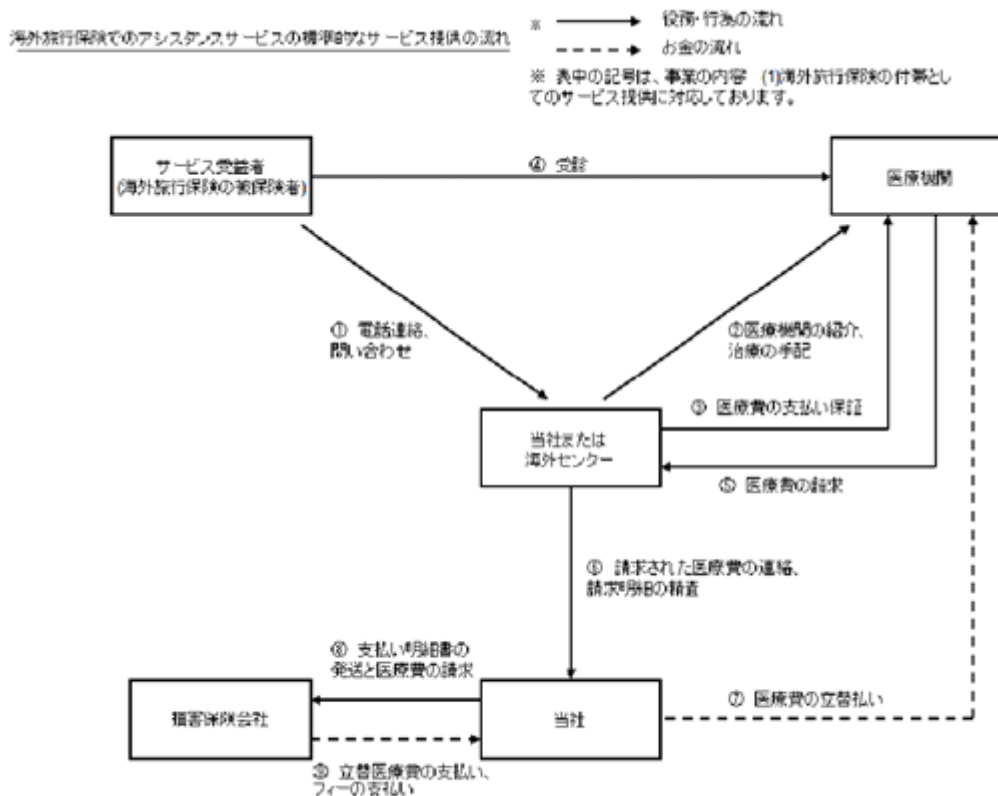 海外旅行保険でのアシスタンスサービスの標準的なサービス提供の流れ
※
役務・行為の流れ
お金の流れ
※ 表中の記号は、事業の内容 (1)海外旅行保険の付帯とし
てのサービス提供に対応しております。
サービス受益者
(海外旅行保険の被保険者)
④ 受診
医療機関
① 電話連絡、
問い合わせ
②医療機関の紹介、
治療の手配
③ 医療費の支払い保証
当社または
海外センター
⑤ 医療費の請求
⑥ 請求された医療費の連絡、
請求明細の精査
⑧ 支払い明細書の
発送と医療費の請求
⑦ 医療費の立替払い
損害保険会社
当社
⑨ 立替医療費の支払い、
フィーの支払い